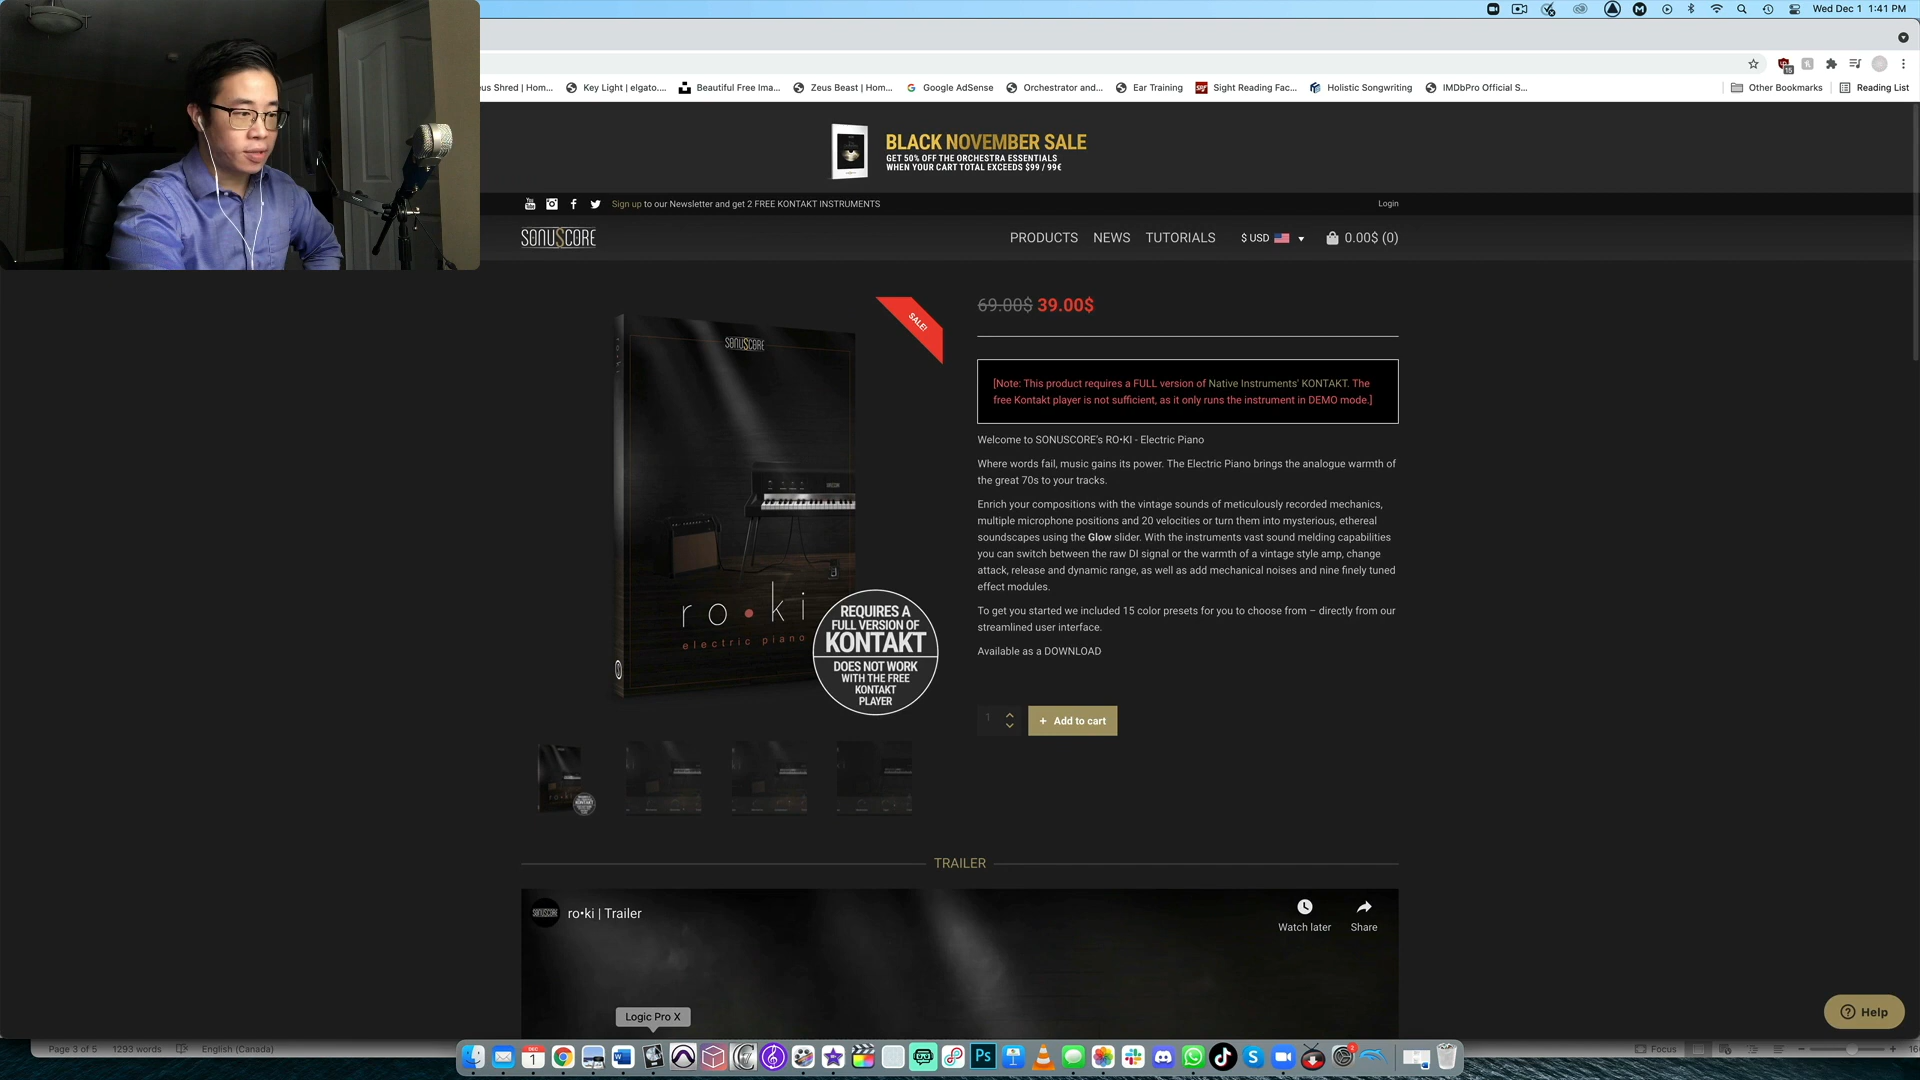 Wed Dec 1 1:41 PM
15
eus Shred | Hom...
Key Light | elgato....
Beautiful Free Ima...
Zeus Beast | Hom...
Google AdSense
Orchestrator and...
Ear Training
Sight Reading Fac...
Holistic Songwriting
IMDbPro Official S...
Other Bookmarks
Reading List
BLACK NOVEMBER SALE
GET 50% OFF THE ORCHESTRA ESSENTIALS
WHEN YOUR CART TOTAL EXCEEDS $99 / 99€
Sign up to our Newsletter and get 2 FREE KONTAKT INSTRUMENTS
Login
SONUSCORE
PRODUCTS
NEWS
TUTORIALS
$ USD
0.00$ (0)
SALE!
69.00$ 39.00$
[Note: This product requires a FULL version of Native Instruments' KONTAKT. The
free Kontakt player is not sufficient, as it only runs the instrument in DEMO mode.]
Welcome to SONUSCORE's RO•KI - Electric Piano
Where words fail, music gains its power. The Electric Piano brings the analogue warmth of
the great 70s to your tracks.
Enrich your compositions with the vintage sounds of meticulously recorded mechanics,
multiple microphone positions and 20 velocities or turn them into mysterious, ethereal
soundscapes using the Glow slider. With the instruments vast sound melding capabilities
you can switch between the raw DI signal or the warmth of a vintage style amp, change
attack, release and dynamic range, as well as add mechanical noises and nine finely tuned
effect modules.
To get you started we included 15 color presets for you to choose from – directly from our
streamlined user interface.
Available as a DOWNLOAD
1
+ Add to cart
SONUSCORE
ro•ki
electric piano
REQUIRES A
FULL VERSION OF
KONTAKT
DOES NOT WORK
WITH THE FREE
KONTAKT
PLAYER
TRAILER
SONUSCORE
ro•ki | Trailer
Watch later
Share
Logic Pro X
Help
Page 3 of 5
1293 words
English (Canada)
Focus
DEC
1
Ps